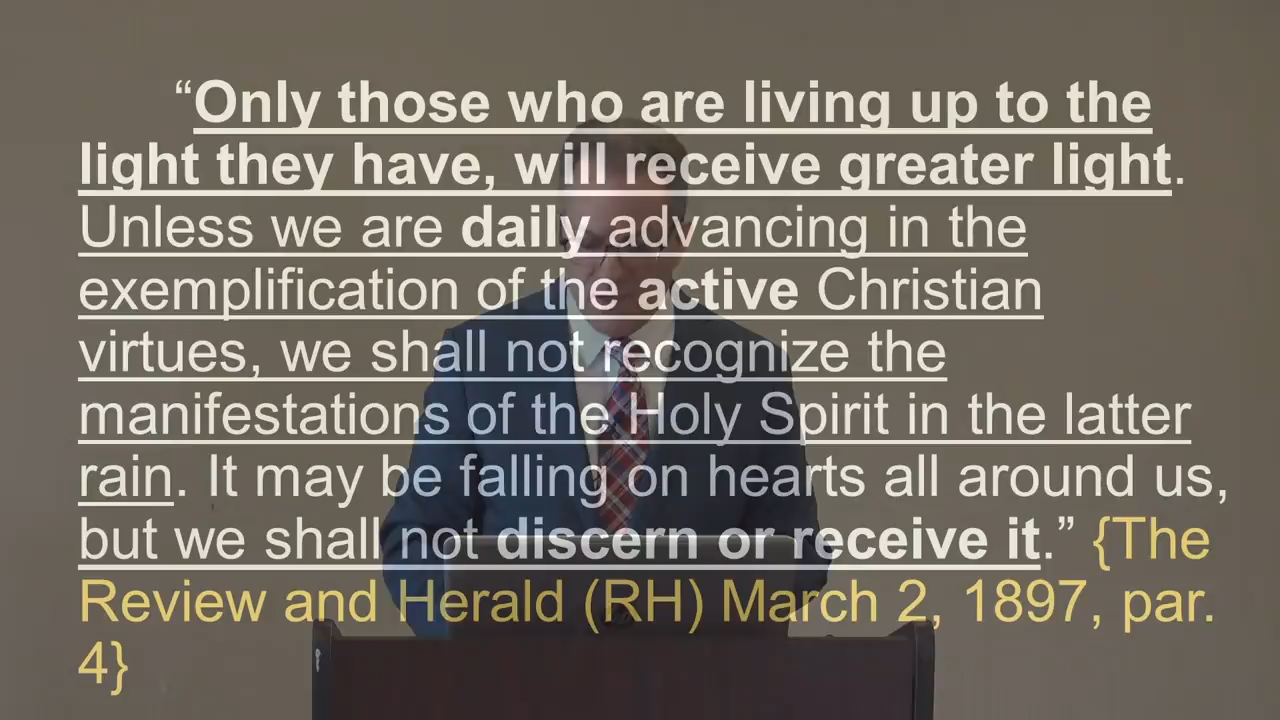 “Only those who are living up to the
light they have, will receive greater light.
Unless we are daily advancing in the
exemplification of the active Christian
virtues, we shall not recognize the
manifestations of the Holy Spirit in the latter
rain. It may be falling on hearts all around us,
but we shall not discern or receive it.” {The
Review and Herald (RH) March 2, 1897, par.
4}